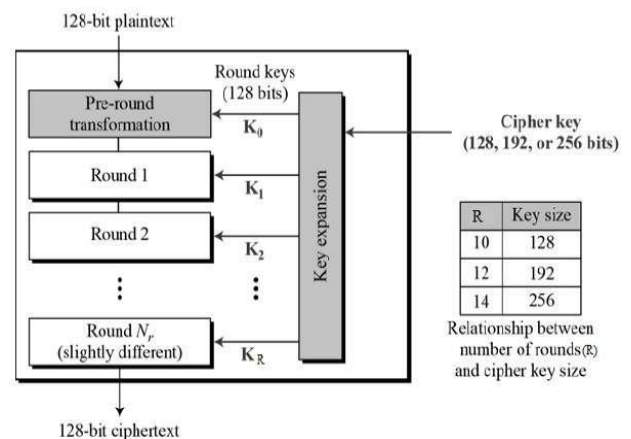 128-bit plaintext
Round keys
(128 bits)
Pre-round
transformation
K0
Cipher key
(128, 192, or 256 bits)
Round 1
K1
Round 2
K2
Key expansion
R Key size
10 128
12 192
14 256
Relationship between
number of rounds(R)
and cipher key size
Round Nr
(slightly different)
KR
128-bit ciphertext